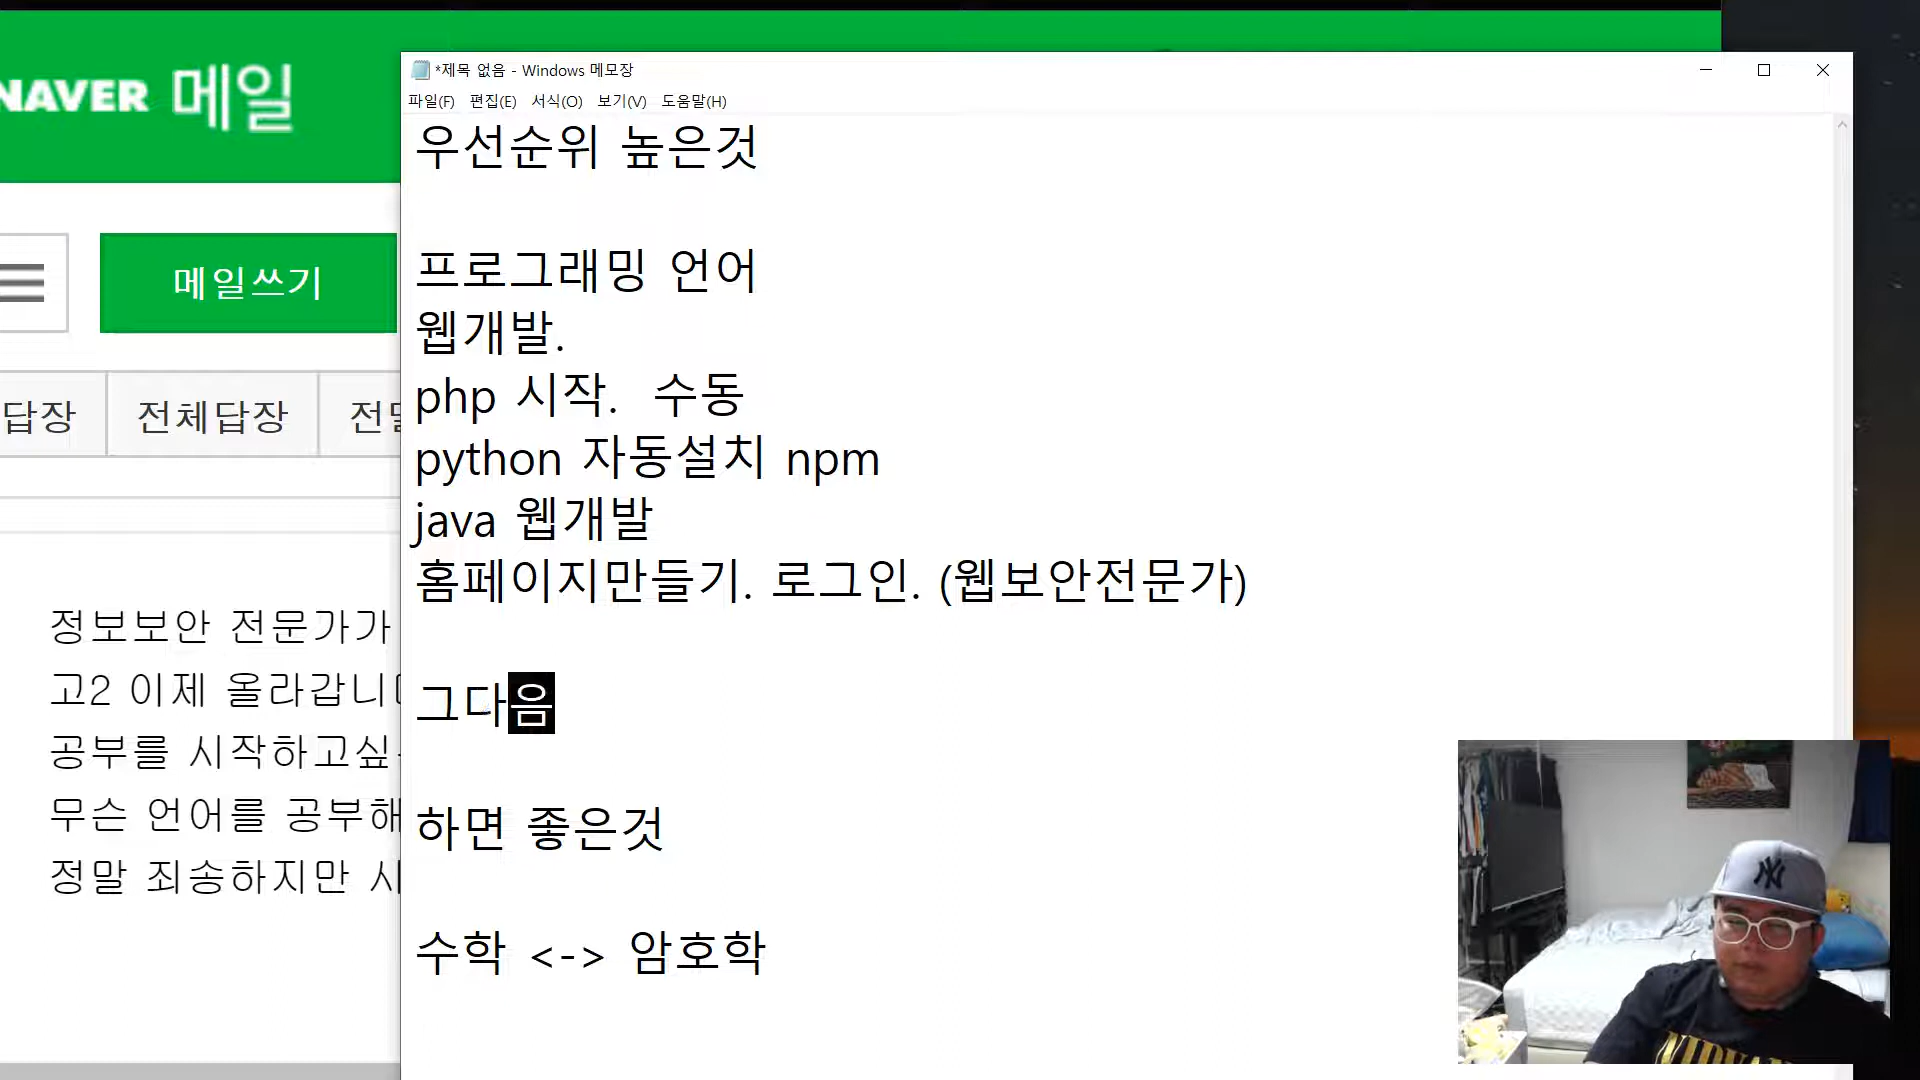 NAVER 메일
*제목 없음 - Windows 메모장
파일(F) 편집(E) 서식(O) 보기(V) 도움말(H)
우선순위 높은것
프로그래밍 언어
웹개발.
php 시작. 수동
python 자동설치 npm
java 웹개발
홈페이지만들기. 로그인. (웹보안전문가)
그다음
하면 좋은것
수학 <-> 암호학
메일쓰기
답장 전체답장
정보보안 전문가가
고2 이제 올라갑니
공부를 시작하고싶
무슨 언어를 공부해
정말 죄송하지만 시
NY